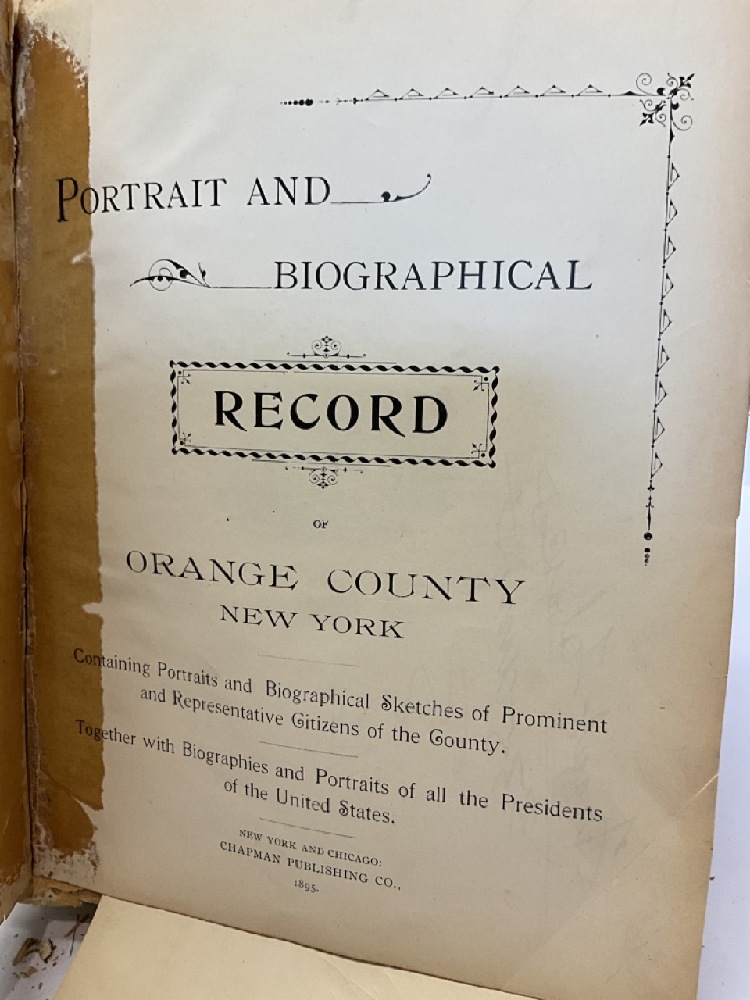 PORTRAIT AND
BIOGRAPHICAL
RECORD
OF
ORANGE COUNTY
NEW YORK
Containing Portraits and Biographical Sketches of Prominent
and Representative Citizens of the County.
Together with Biographies and Portraits of all the Presidents
of the United States.
NEW YORK AND CHICAGO:
CHAPMAN PUBLISHING CO.,
1895.